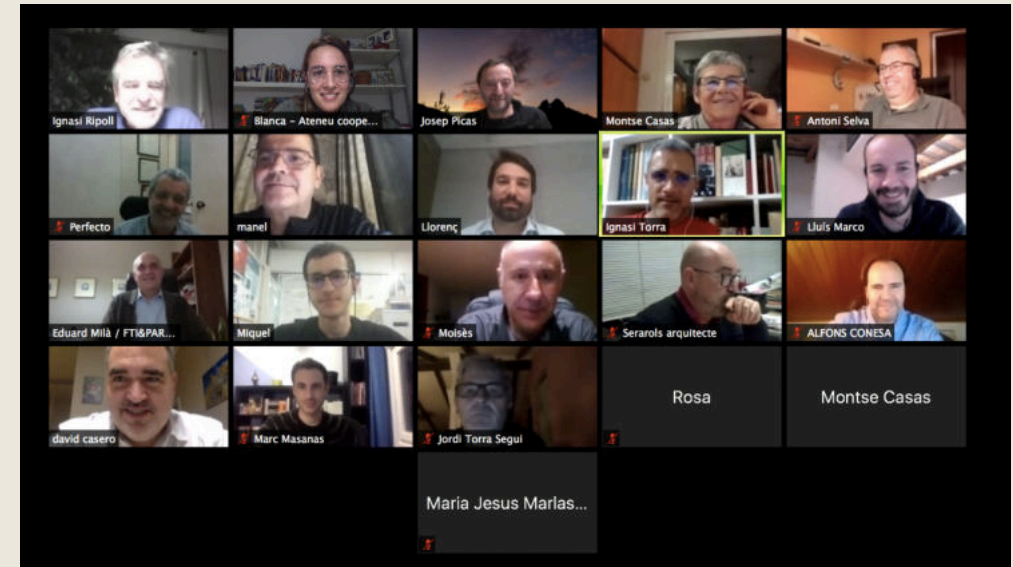 Ignasi Ripoll
Blanca - Ateneu coope...
Josep Picas
Montse Casas
Antoni Selva
Perfecto
manel
Llorenç
Ignasi Torra
Lluís Marco
Eduard Milà / FTI&PAR...
Miquel
Moisès
Serarols arquitecte
ALFONS CONESA
david casero
Marc Masanas
Jordi Torra Segui
Rosa
Montse Casas
Maria Jesus Marlas...